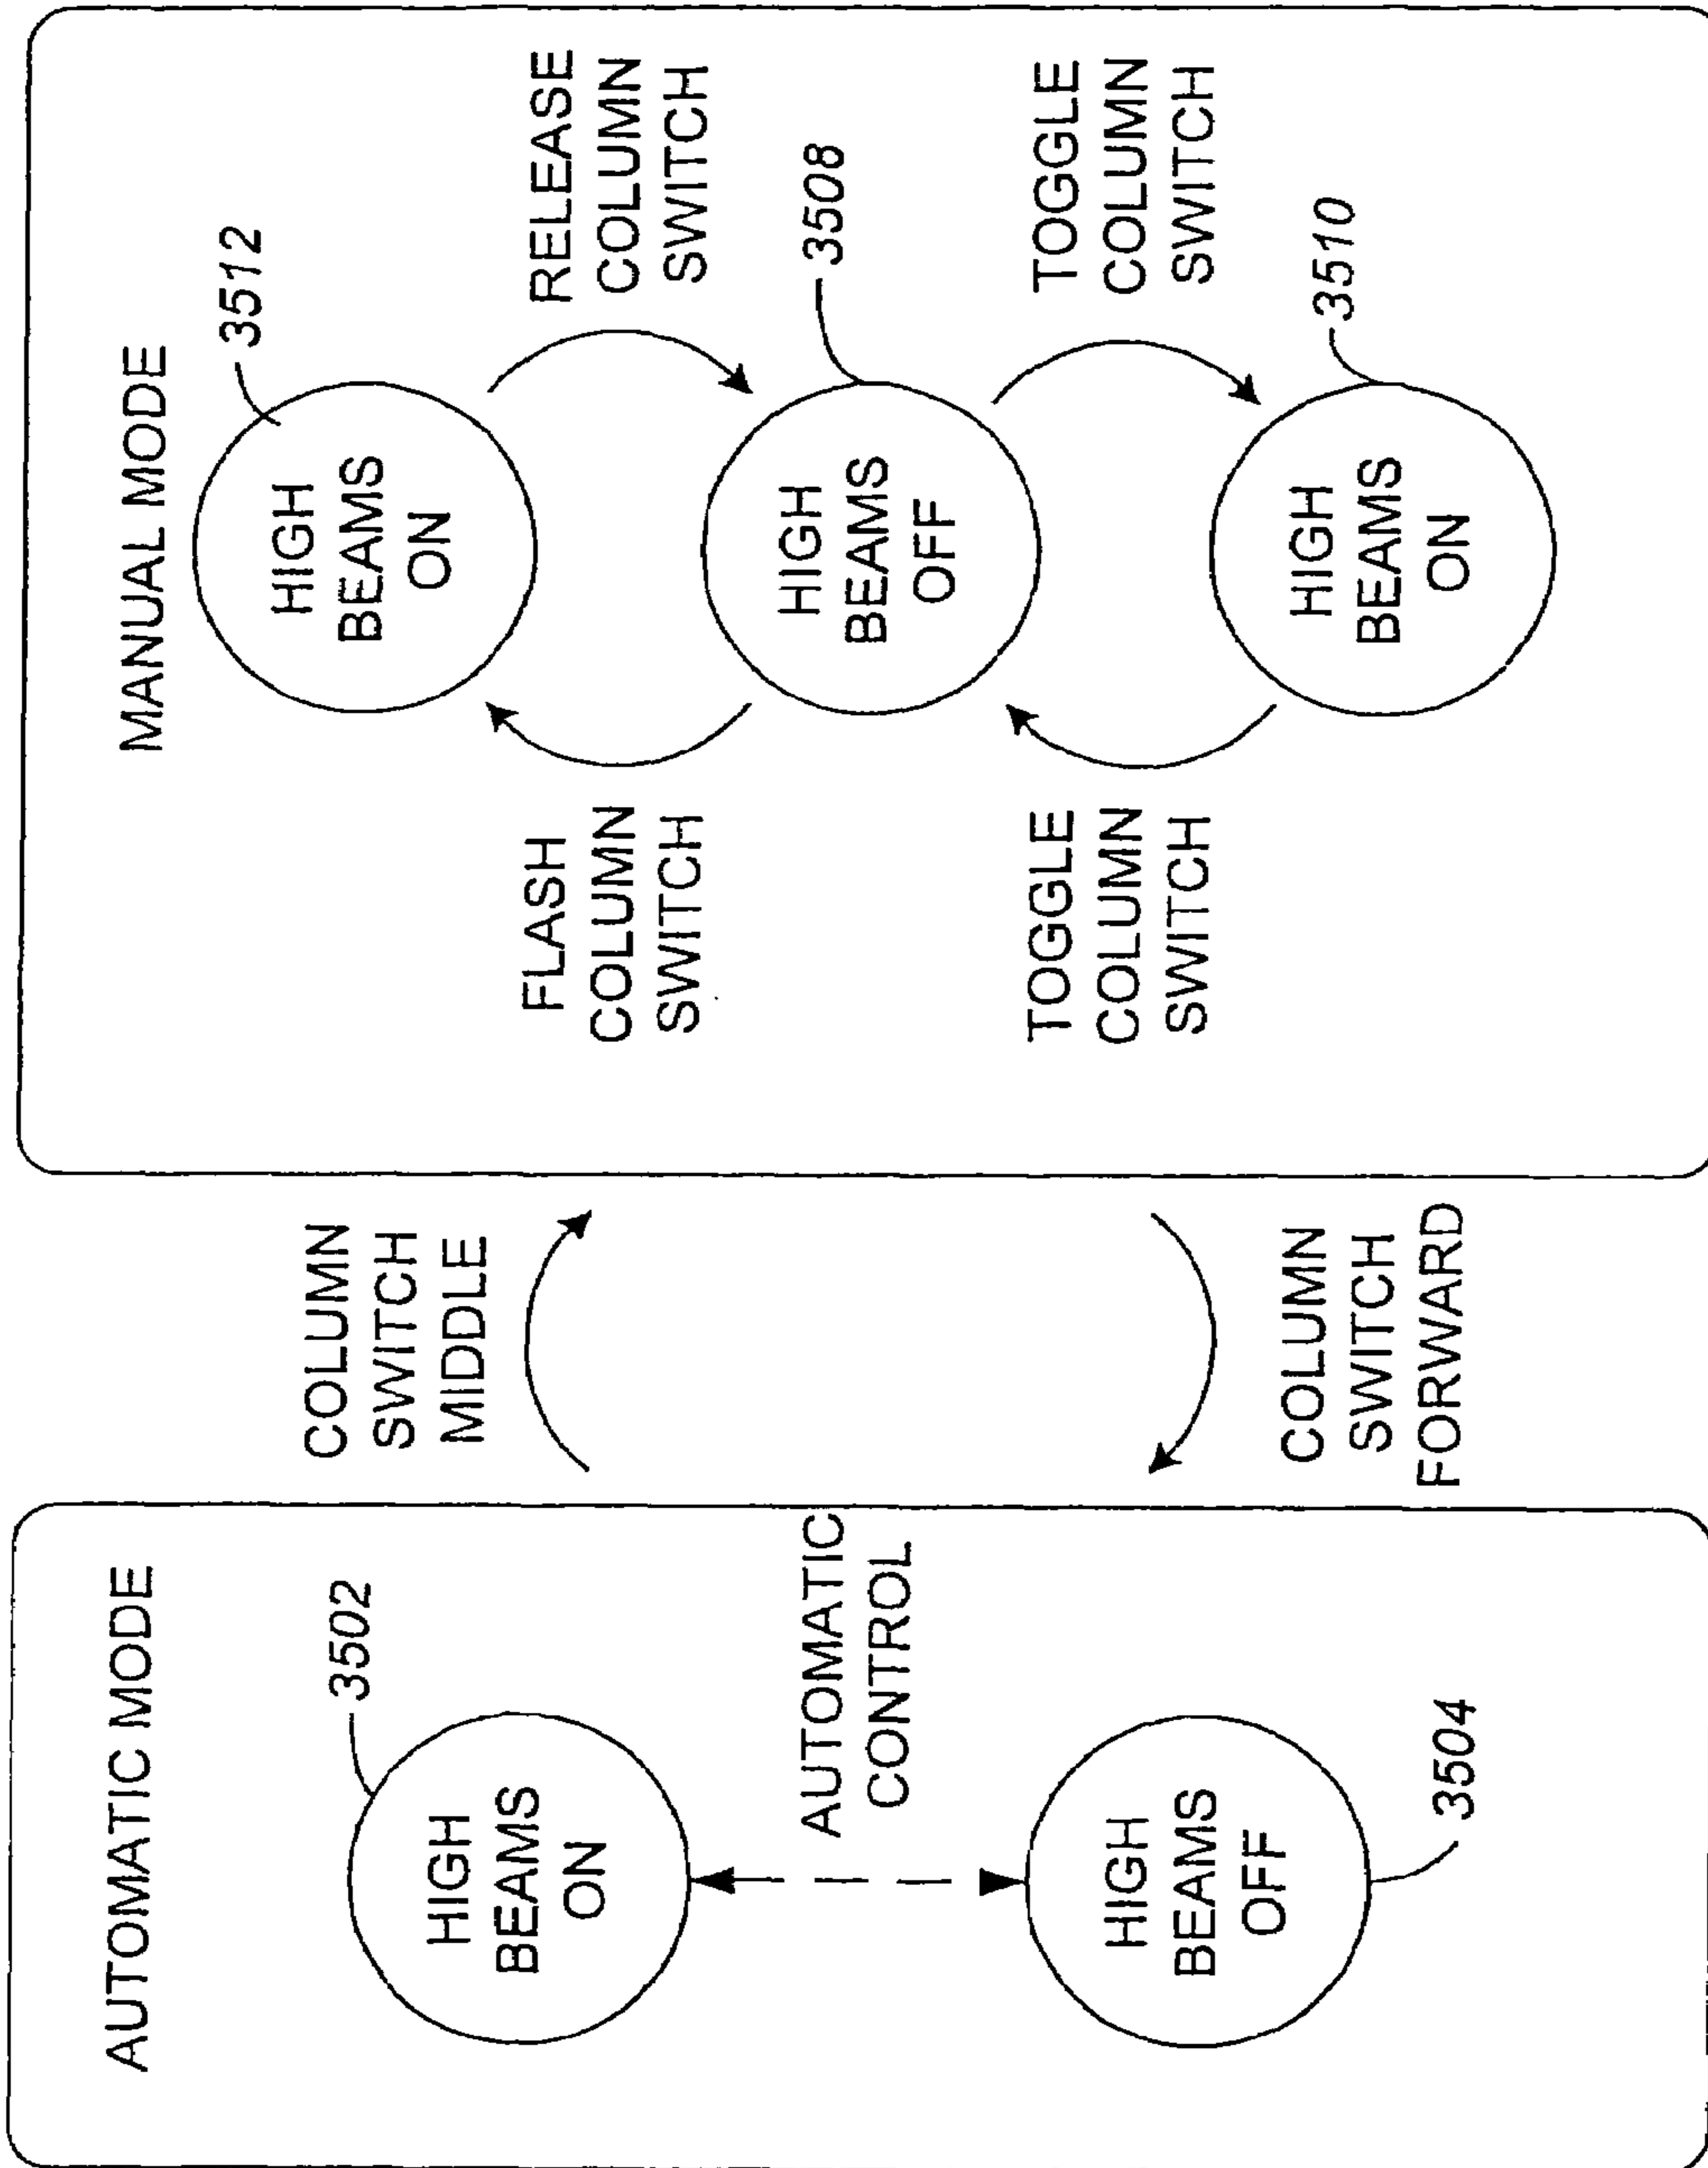 AUTOMATIC MODE
3502
HIGH
BEAMS
ON
AUTOMATIC
CONTROL
HIGH
BEAMS
OFF
3504
COLUMN
SWITCH
MIDDLE
COLUMN
SWITCH
FORWARD
MANUAL MODE
3512
HIGH
BEAMS
ON
FLASH
COLUMN
SWITCH
RELEASE
COLUMN
SWITCH
3508
HIGH
BEAMS
OFF
TOGGLE
COLUMN
SWITCH
TOGGLE
COLUMN
SWITCH
3510
HIGH
BEAMS
ON